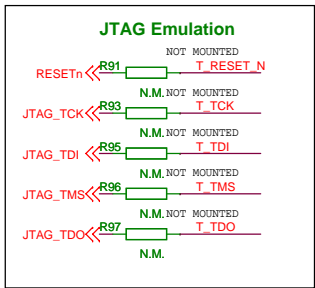 JTAG Emulation
NOT MOUNTED
RESETn R91 T_RESET_N
N.M. NOT MOUNTED
JTAG_TCK R93 T_TCK
N.M. NOT MOUNTED
JTAG_TDI R95 T_TDI
N.M. NOT MOUNTED
JTAG_TMS R96 T_TMS
N.M. NOT MOUNTED
JTAG_TDO R97 T_TDO
N.M.